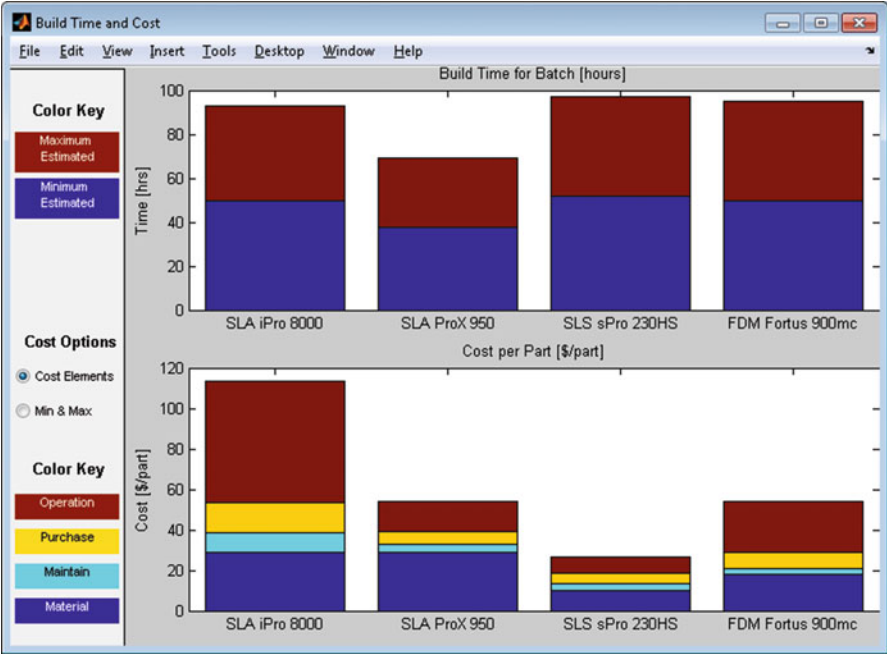 Build Time and Cost
File Edit View Insert Tools Desktop Window Help
Color Key
Maximum
Estimated
Minimum
Estimated
Cost Options
Cost Elements
Min & Max
Color Key
Operation
Purchase
Maintain
Material
Build Time for Batch [hours]
Time [hrs]
100
80
60
40
20
0
SLA iPro 8000 SLA ProX 950 SLS sPro 230HS FDM Fortus 900mc
Cost per Part [$/part]
Cost [$/part]
120
100
80
60
40
20
0
SLA iPro 8000 SLA ProX 950 SLS sPro 230HS FDM Fortus 900mc